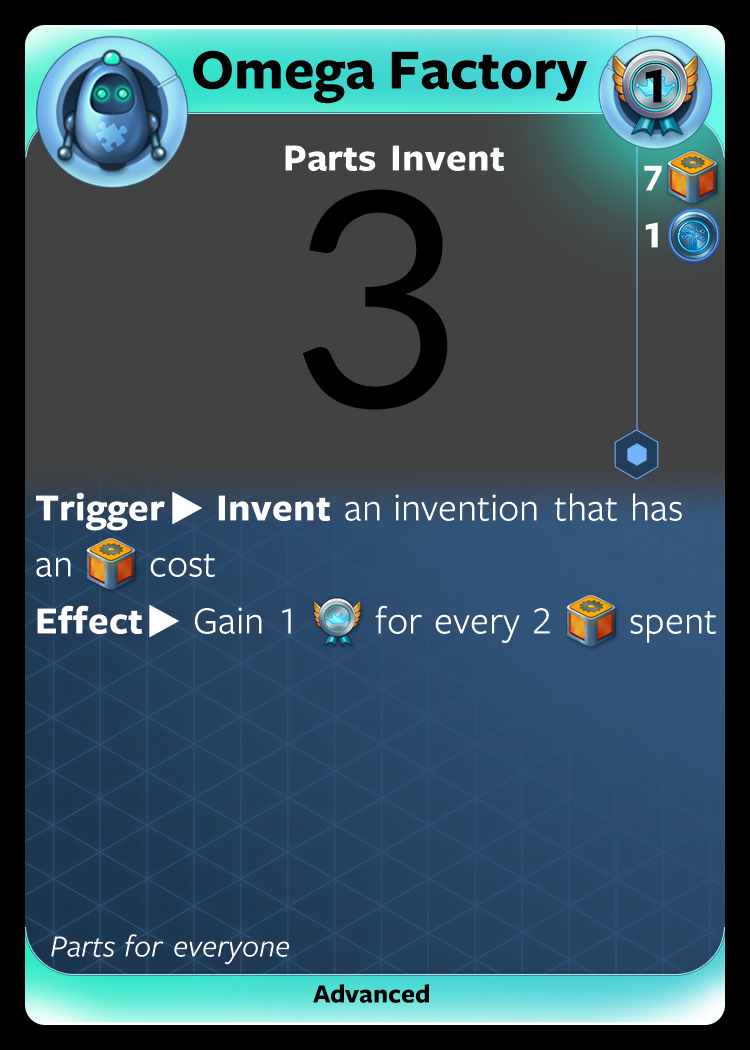 Omega Factory
1
Parts Invent
7
1
3
Trigger▶ Invent an invention that has
an cost
Effect▶ Gain 1 for every 2 spent
Parts for everyone
Advanced